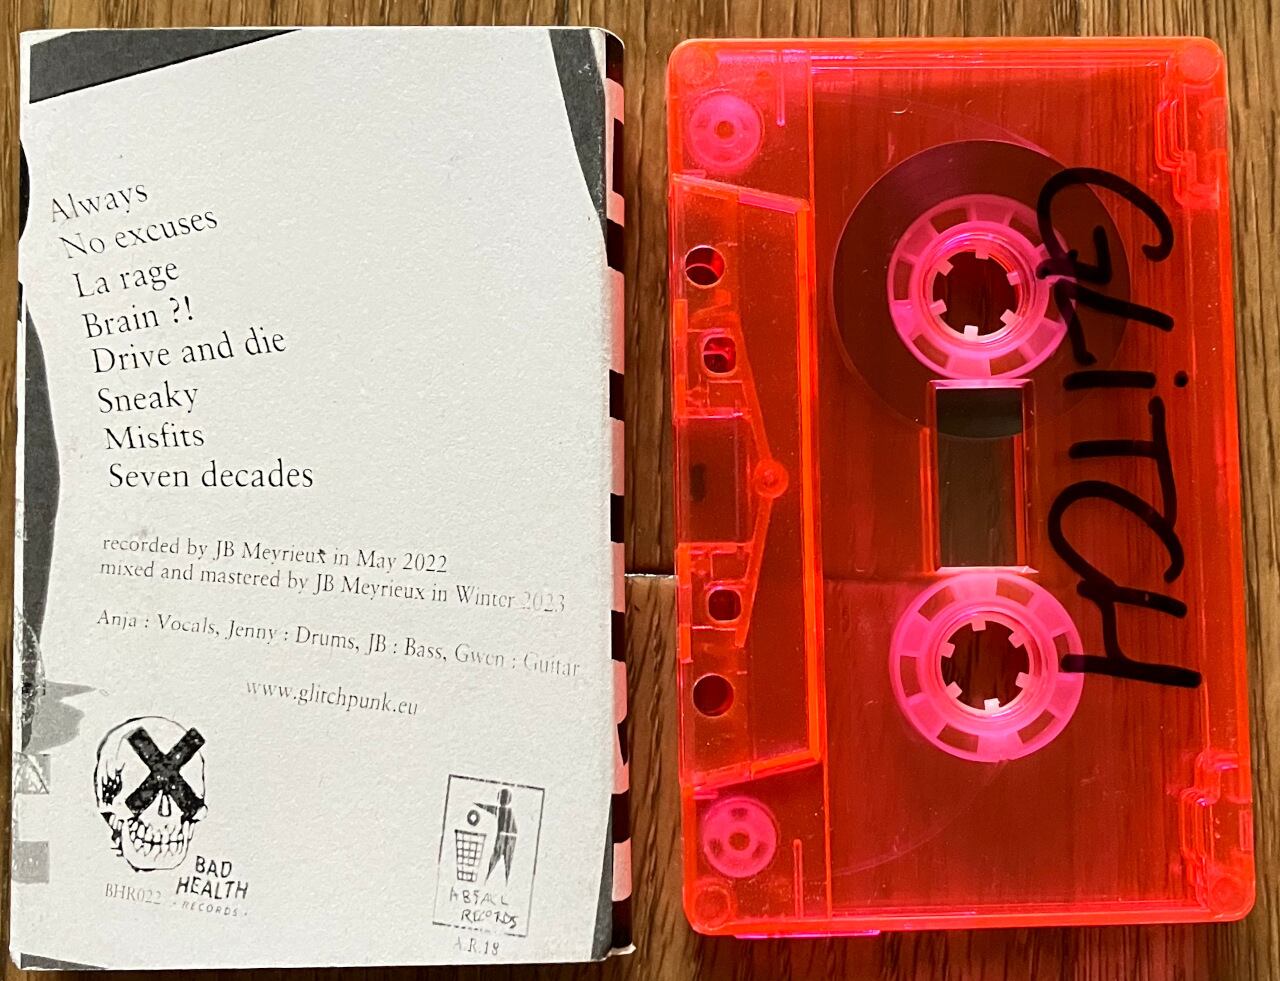 Always
No excuses
La rage
Brain ?!
Drive and die
Sneaky
Misfits
Seven decades
recorded by JB Meyrieux in May 2022
mixed and mastered by JB Meyrieux in Winter 2023
Anja : Vocals, Jenny : Drums, JB : Bass, Gwen : Guitar
www.glitchpunk.eu
BAD
HEALTH
RECORDS
BHR022
ABFALL
RECORDS
A.R.18
GLiTCH